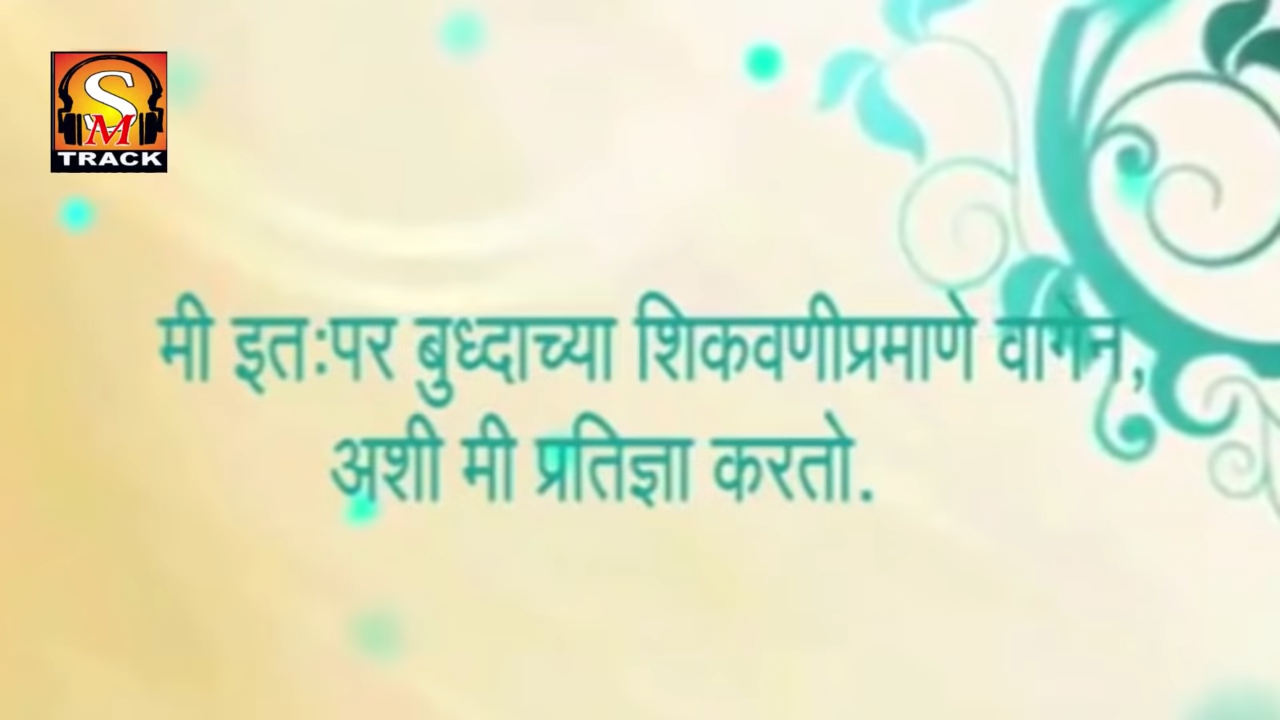 S
M
TRACK
मी इतःपर बुध्दाच्या शिकवणीप्रमाणे वागेन,
अशी मी प्रतिज्ञा करतो.